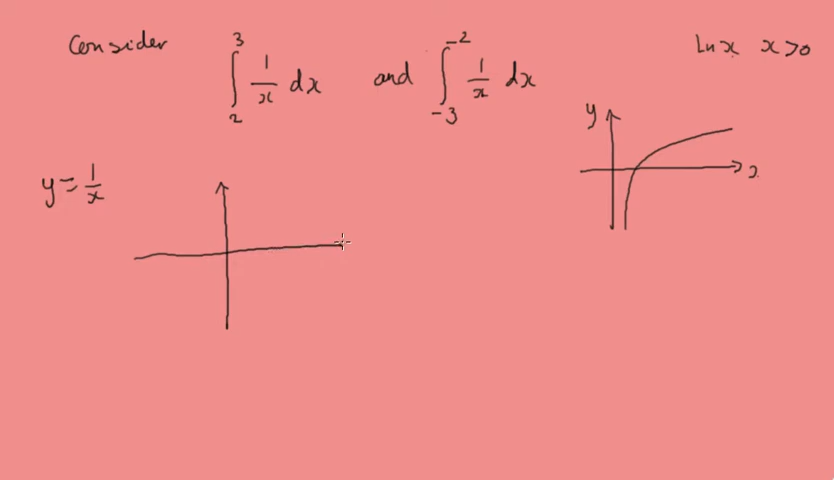 Consider ∫₂³ 1/x dx and ∫₋₃⁻² 1/x dx
ln x x>0
y
x
y = 1/x